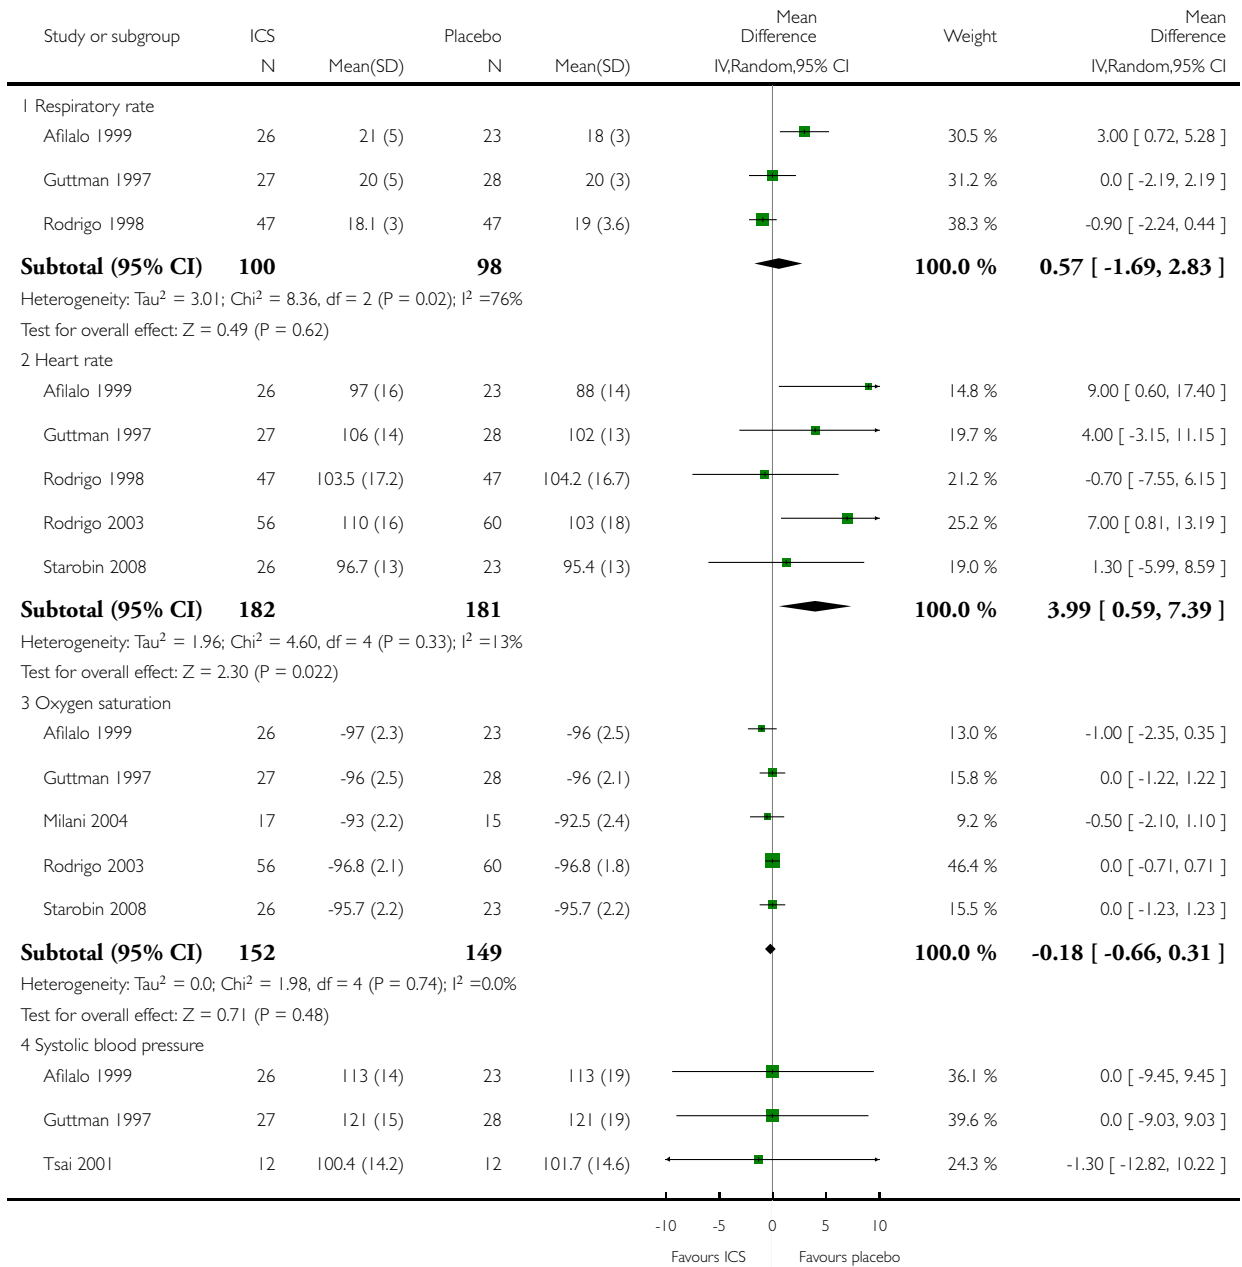 Mean Mean
Study or subgroup ICS Placebo Difference Weight Difference
N Mean(SD) N Mean(SD) IV,Random,95% CI IV,Random,95% CI
1 Respiratory rate
Afilalo 1999 26 21 (5) 23 18 (3) 30.5 % 3.00 [ 0.72, 5.28 ]
Guttman 1997 27 20 (5) 28 20 (3) 31.2 % 0.0 [ -2.19, 2.19 ]
Rodrigo 1998 47 18.1 (3) 47 19 (3.6) 38.3 % -0.90 [ -2.24, 0.44 ]
Subtotal (95% CI) 100 98 100.0 % 0.57 [ -1.69, 2.83 ]
Heterogeneity: Tau² = 3.01; Chi² = 8.36, df = 2 (P = 0.02); I² =76%
Test for overall effect: Z = 0.49 (P = 0.62)
2 Heart rate
Afilalo 1999 26 97 (16) 23 88 (14) 14.8 % 9.00 [ 0.60, 17.40 ]
Guttman 1997 27 106 (14) 28 102 (13) 19.7 % 4.00 [ -3.15, 11.15 ]
Rodrigo 1998 47 103.5 (17.2) 47 104.2 (16.7) 21.2 % -0.70 [ -7.55, 6.15 ]
Rodrigo 2003 56 110 (16) 60 103 (18) 25.2 % 7.00 [ 0.81, 13.19 ]
Starobin 2008 26 96.7 (13) 23 95.4 (13) 19.0 % 1.30 [ -5.99, 8.59 ]
Subtotal (95% CI) 182 181 100.0 % 3.99 [ 0.59, 7.39 ]
Heterogeneity: Tau² = 1.96; Chi² = 4.60, df = 4 (P = 0.33); I² =13%
Test for overall effect: Z = 2.30 (P = 0.022)
3 Oxygen saturation
Afilalo 1999 26 -97 (2.3) 23 -96 (2.5) 13.0 % -1.00 [ -2.35, 0.35 ]
Guttman 1997 27 -96 (2.5) 28 -96 (2.1) 15.8 % 0.0 [ -1.22, 1.22 ]
Milani 2004 17 -93 (2.2) 15 -92.5 (2.4) 9.2 % -0.50 [ -2.10, 1.10 ]
Rodrigo 2003 56 -96.8 (2.1) 60 -96.8 (1.8) 46.4 % 0.0 [ -0.71, 0.71 ]
Starobin 2008 26 -95.7 (2.2) 23 -95.7 (2.2) 15.5 % 0.0 [ -1.23, 1.23 ]
Subtotal (95% CI) 152 149 100.0 % -0.18 [ -0.66, 0.31 ]
Heterogeneity: Tau² = 0.0; Chi² = 1.98, df = 4 (P = 0.74); I² =0.0%
Test for overall effect: Z = 0.71 (P = 0.48)
4 Systolic blood pressure
Afilalo 1999 26 113 (14) 23 113 (19) 36.1 % 0.0 [ -9.45, 9.45 ]
Guttman 1997 27 121 (15) 28 121 (19) 39.6 % 0.0 [ -9.03, 9.03 ]
Tsai 2001 12 100.4 (14.2) 12 101.7 (14.6) 24.3 % -1.30 [ -12.82, 10.22 ]
-10 -5 0 5 10
Favours ICS Favours placebo